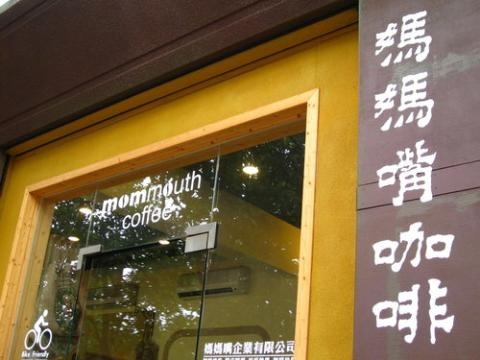 媽媽嘴咖啡
mommouth
coffee
Bike Friendly
媽媽嘴企業有限公司